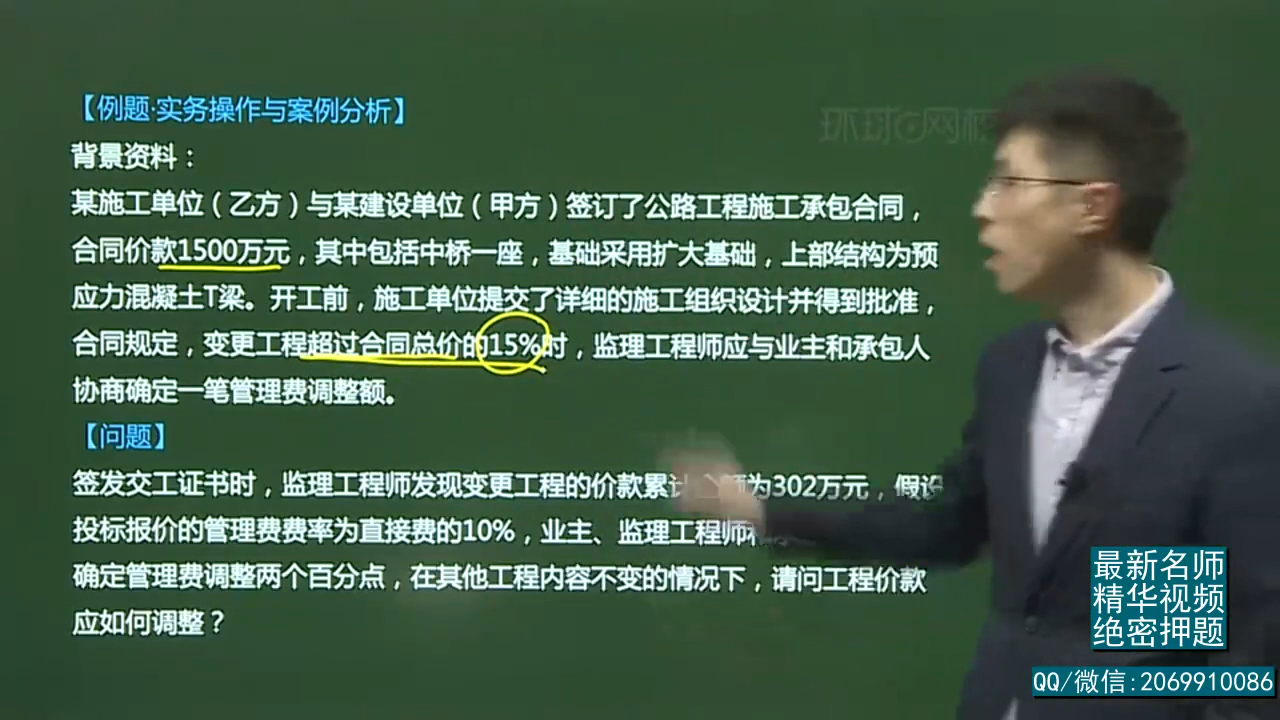 【例题·实务操作与案例分析】
环球e网校
背景资料：
某施工单位（乙方）与某建设单位（甲方）签订了公路工程施工承包合同，
合同价款1500万元，其中包括中桥一座，基础采用扩大基础，上部结构为预
应力混凝土T梁。开工前，施工单位提交了详细的施工组织设计并得到批准，
合同规定，变更工程超过合同总价的15%时，监理工程师应与业主和承包人
协商确定一笔管理费调整额。
【问题】
签发交工证书时，监理工程师发现变更工程的价款累计 为302万元，假设
投标报价的管理费费率为直接费的10%，业主、监理工程师和
确定管理费调整两个百分点，在其他工程内容不变的情况下，请问工程价款
应如何调整？
最新名师
精华视频
绝密押题
QQ/微信:2069910086